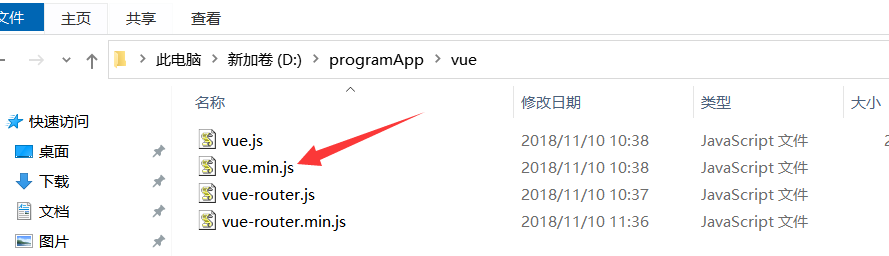 文件 主页 共享 查看
此电脑 新加卷 (D:) programApp vue
名称 修改日期 类型 大小
快速访问
vue.js 2018/11/10 10:38 JavaScript 文件
桌面
vue.min.js 2018/11/10 10:38 JavaScript 文件
下载
vue-router.js 2018/11/10 10:37 JavaScript 文件
文档
vue-router.min.js 2018/11/10 11:36 JavaScript 文件
图片